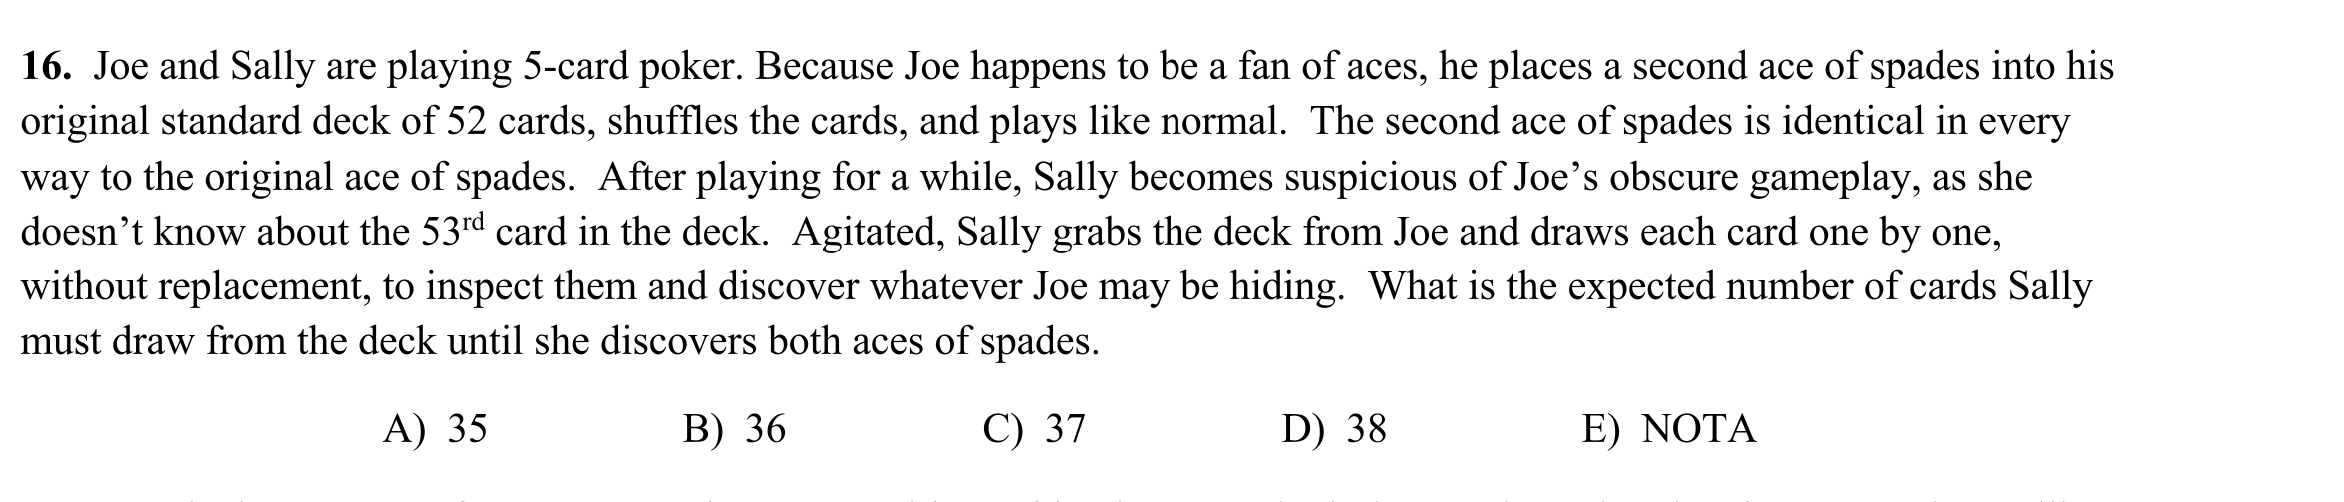 16. Joe and Sally are playing 5-card poker. Because Joe happens to be a fan of aces, he places a second ace of spades into his
original standard deck of 52 cards, shuffles the cards, and plays like normal. The second ace of spades is identical in every
way to the original ace of spades. After playing for a while, Sally becomes suspicious of Joe’s obscure gameplay, as she
doesn’t know about the 53rd card in the deck. Agitated, Sally grabs the deck from Joe and draws each card one by one,
without replacement, to inspect them and discover whatever Joe may be hiding. What is the expected number of cards Sally
must draw from the deck until she discovers both aces of spades.
A) 35 B) 36 C) 37 D) 38 E) NOTA